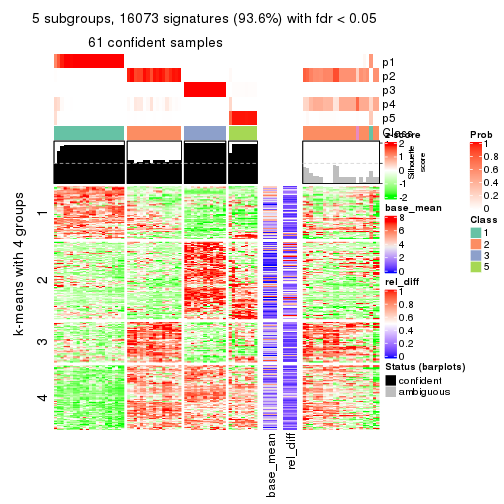 5 subgroups, 16073 signatures (93.6%) with fdr < 0.05
61 confident samples
p1
p2
p3
p4
p5
Class
z-score
2
1
0
-1
-2
Silhouette
score
Prob
1
0.8
0.6
0.4
0.2
0
base_mean
8
6
4
2
0
Class
1
2
3
5
rel_diff
1
0.8
0.6
0.4
0.2
0
Status (barplots)
confident
ambiguous
k-means with 4 groups
1
2
3
4
base_mean
rel_diff